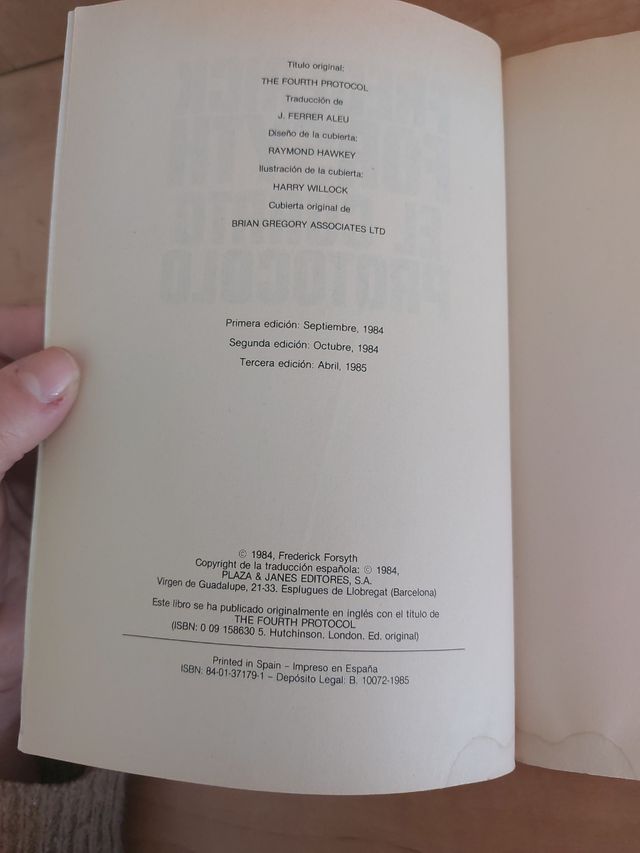 Título original:
THE FOURTH PROTOCOL
Traducción de
J. FERRER ALEU
Diseño de la cubierta:
RAYMOND HAWKEY
Ilustración de la cubierta:
HARRY WILLOCK
Cubierta original de
BRIAN GREGORY ASSOCIATES LTD
Primera edición: Septiembre, 1984
Segunda edición: Octubre, 1984
Tercera edición: Abril, 1985
© 1984, Frederick Forsyth
Copyright de la traducción española: © 1984,
PLAZA & JANES EDITORES, S.A.
Virgen de Guadalupe, 21-33. Esplugues de Llobregat (Barcelona)
Este libro se ha publicado originalmente en inglés con el título de
THE FOURTH PROTOCOL
(ISBN: 0 09 158630 5. Hutchinson. London. Ed. original)
Printed in Spain – Impreso en España
ISBN: 84-01-37179-1 – Depósito Legal: B. 10072-1985